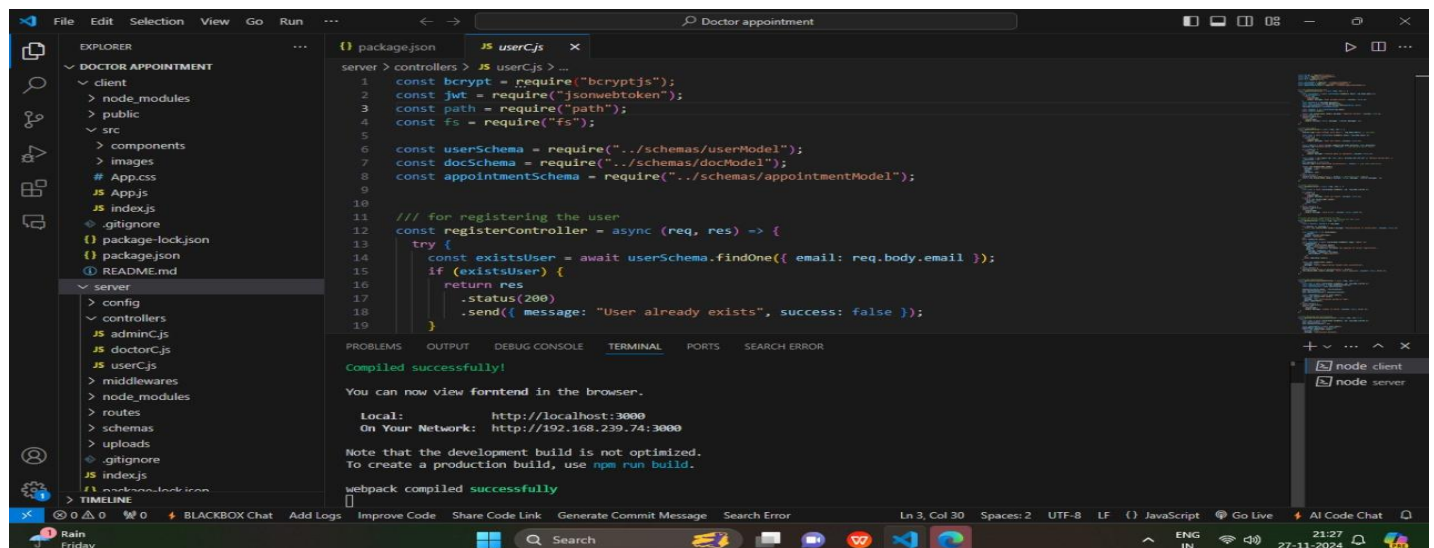 File Edit Selection View Go Run ... Doctor appointment
EXPLORER ...
DOCTOR APPOINTMENT
client
node_modules
public
src
components
images
# App.css
JS App.js
JS index.js
.gitignore
{} package-lock.json
{} package.json
README.md
server
config
controllers
JS adminC.js
JS doctorC.js
JS userC.js
middlewares
node_modules
routes
schemas
uploads
.gitignore
JS index.js
{} package-lock.json
TIMELINE
{} package.json JS userC.js ×
server > controllers > JS userC.js > ...
1 const bcrypt = require("bcryptjs");
2 const jwt = require("jsonwebtoken");
3 const path = require("path");
4 const fs = require("fs");
5
6 const userSchema = require("../schemas/userModel");
7 const docSchema = require("../schemas/docModel");
8 const appointmentSchema = require("../schemas/appointmentModel");
9
10
11 /// for registering the user
12 const registerController = async (req, res) => {
13 try {
14 const existsUser = await userSchema.findOne({ email: req.body.email });
15 if (existsUser) {
16 return res
17 .status(200)
18 .send({ message: "User already exists", success: false });
19 }
PROBLEMS OUTPUT DEBUG CONSOLE TERMINAL PORTS SEARCH ERROR
Compiled successfully!
You can now view forntend in the browser.
Local: http://localhost:3000
On Your Network: http://192.168.239.74:3000
Note that the development build is not optimized.
To create a production build, use npm run build.
webpack compiled successfully
node client
node server
0 0 0 BLACKBOX Chat Add Logs Improve Code Share Code Link Generate Commit Message Search Error Ln 3, Col 30 Spaces: 2 UTF-8 LF {} JavaScript Go Live AI Code Chat
1 Rain
Friday
Search
ENG
IN
21:27
27-11-2024